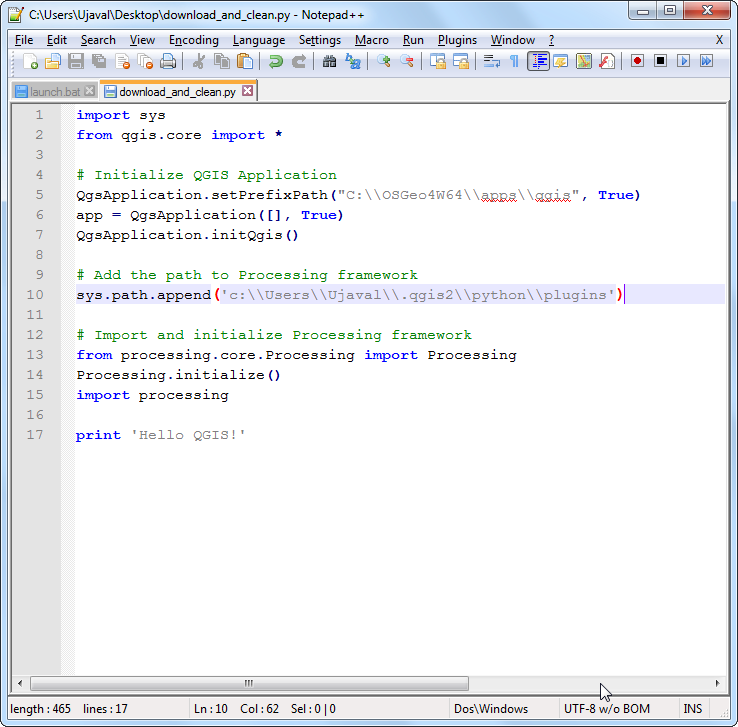 C:\Users\Ujaval\Desktop\download_and_clean.py - Notepad++
File Edit Search View Encoding Language Settings Macro Run Plugins Window ? X
launch.bat download_and_clean.py
1 import sys
2 from qgis.core import *
3
4 # Initialize QGIS Application
5 QgsApplication.setPrefixPath("C:\\OSGeo4W64\\apps\\qgis", True)
6 app = QgsApplication([], True)
7 QgsApplication.initQgis()
8
9 # Add the path to Processing framework
10 sys.path.append('c:\\Users\\Ujaval\\.qgis2\\python\\plugins')
11
12 # Import and initialize Processing framework
13 from processing.core.Processing import Processing
14 Processing.initialize()
15 import processing
16
17 print 'Hello QGIS!'
length : 465 lines : 17 Ln : 10 Col : 62 Sel : 0 | 0 Dos\Windows UTF-8 w/o BOM INS